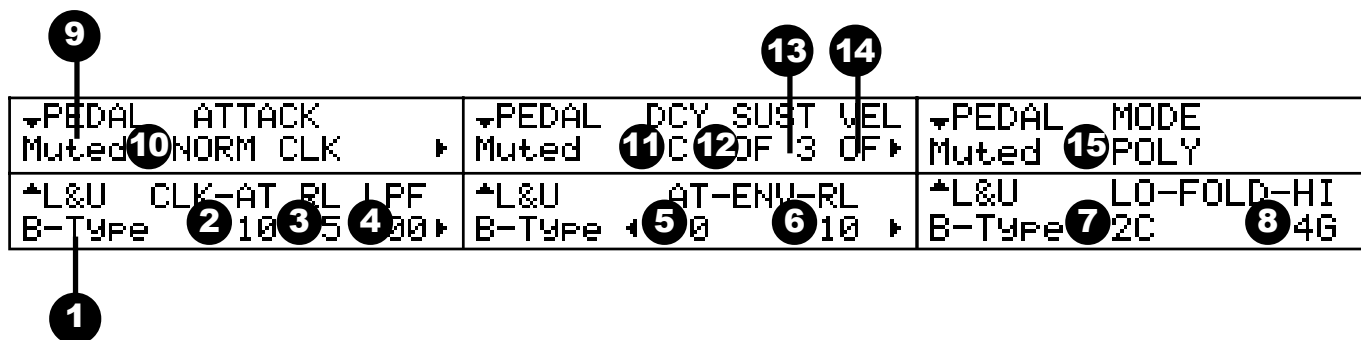 9 13 14
PEDAL ATTACK
Muted 10 NORM CLK
PEDAL DCY SUST VEL
Muted 11 C 12 OF 3 OF
PEDAL MODE
Muted 15 POLY
L&U CLK-AT RL LPF
B-Type 2 10 3 5 4 00
L&U AT-ENV-RL
B-Type 5 0 6 10
L&U LO-FOLD-HI
B-Type 7 2C 8 4G
1